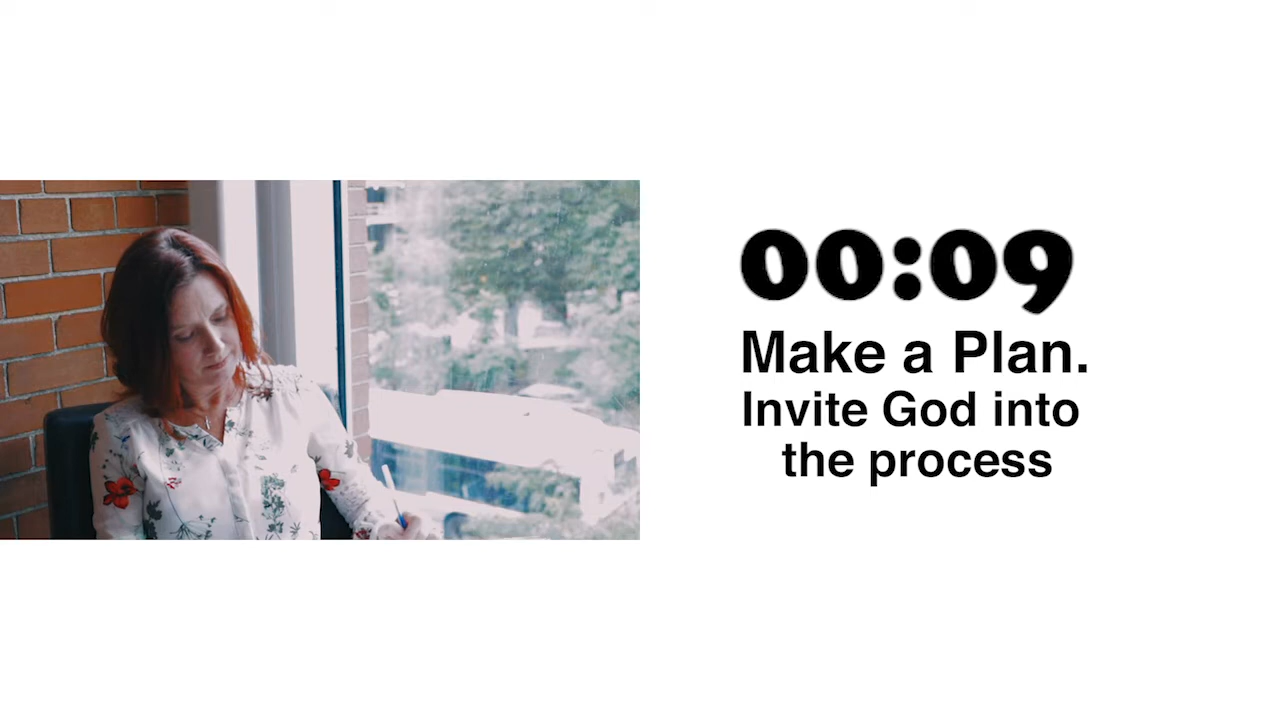 00:09
Make a Plan.
Invite God into
the process